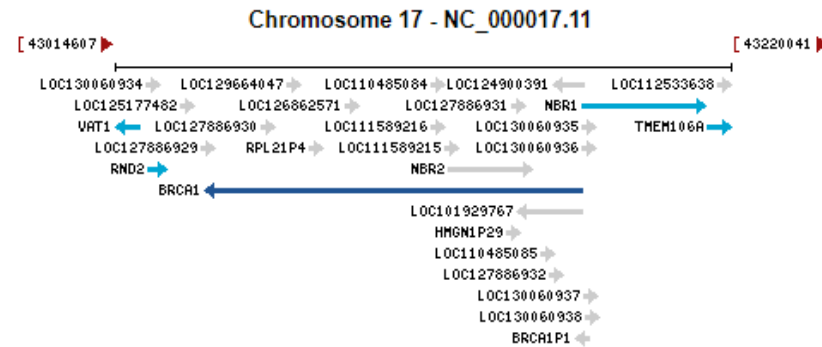 Chromosome 17 - NC_000017.11
[ 43014607 [ 43220041
LOC130060934 LOC129664047 LOC110485084 LOC124900391 LOC112533638
LOC125177482 LOC126862571 LOC127886931 NBR1
VAT1 LOC127886930 LOC111589216 LOC130060935 TMEM106A
LOC127886929 RPL21P4 LOC111589215 LOC130060936
RND2 NBR2
BRCA1
LOC101929767
HMGN1P29
LOC110485085
LOC127886932
LOC130060937
LOC130060938
BRCA1P1